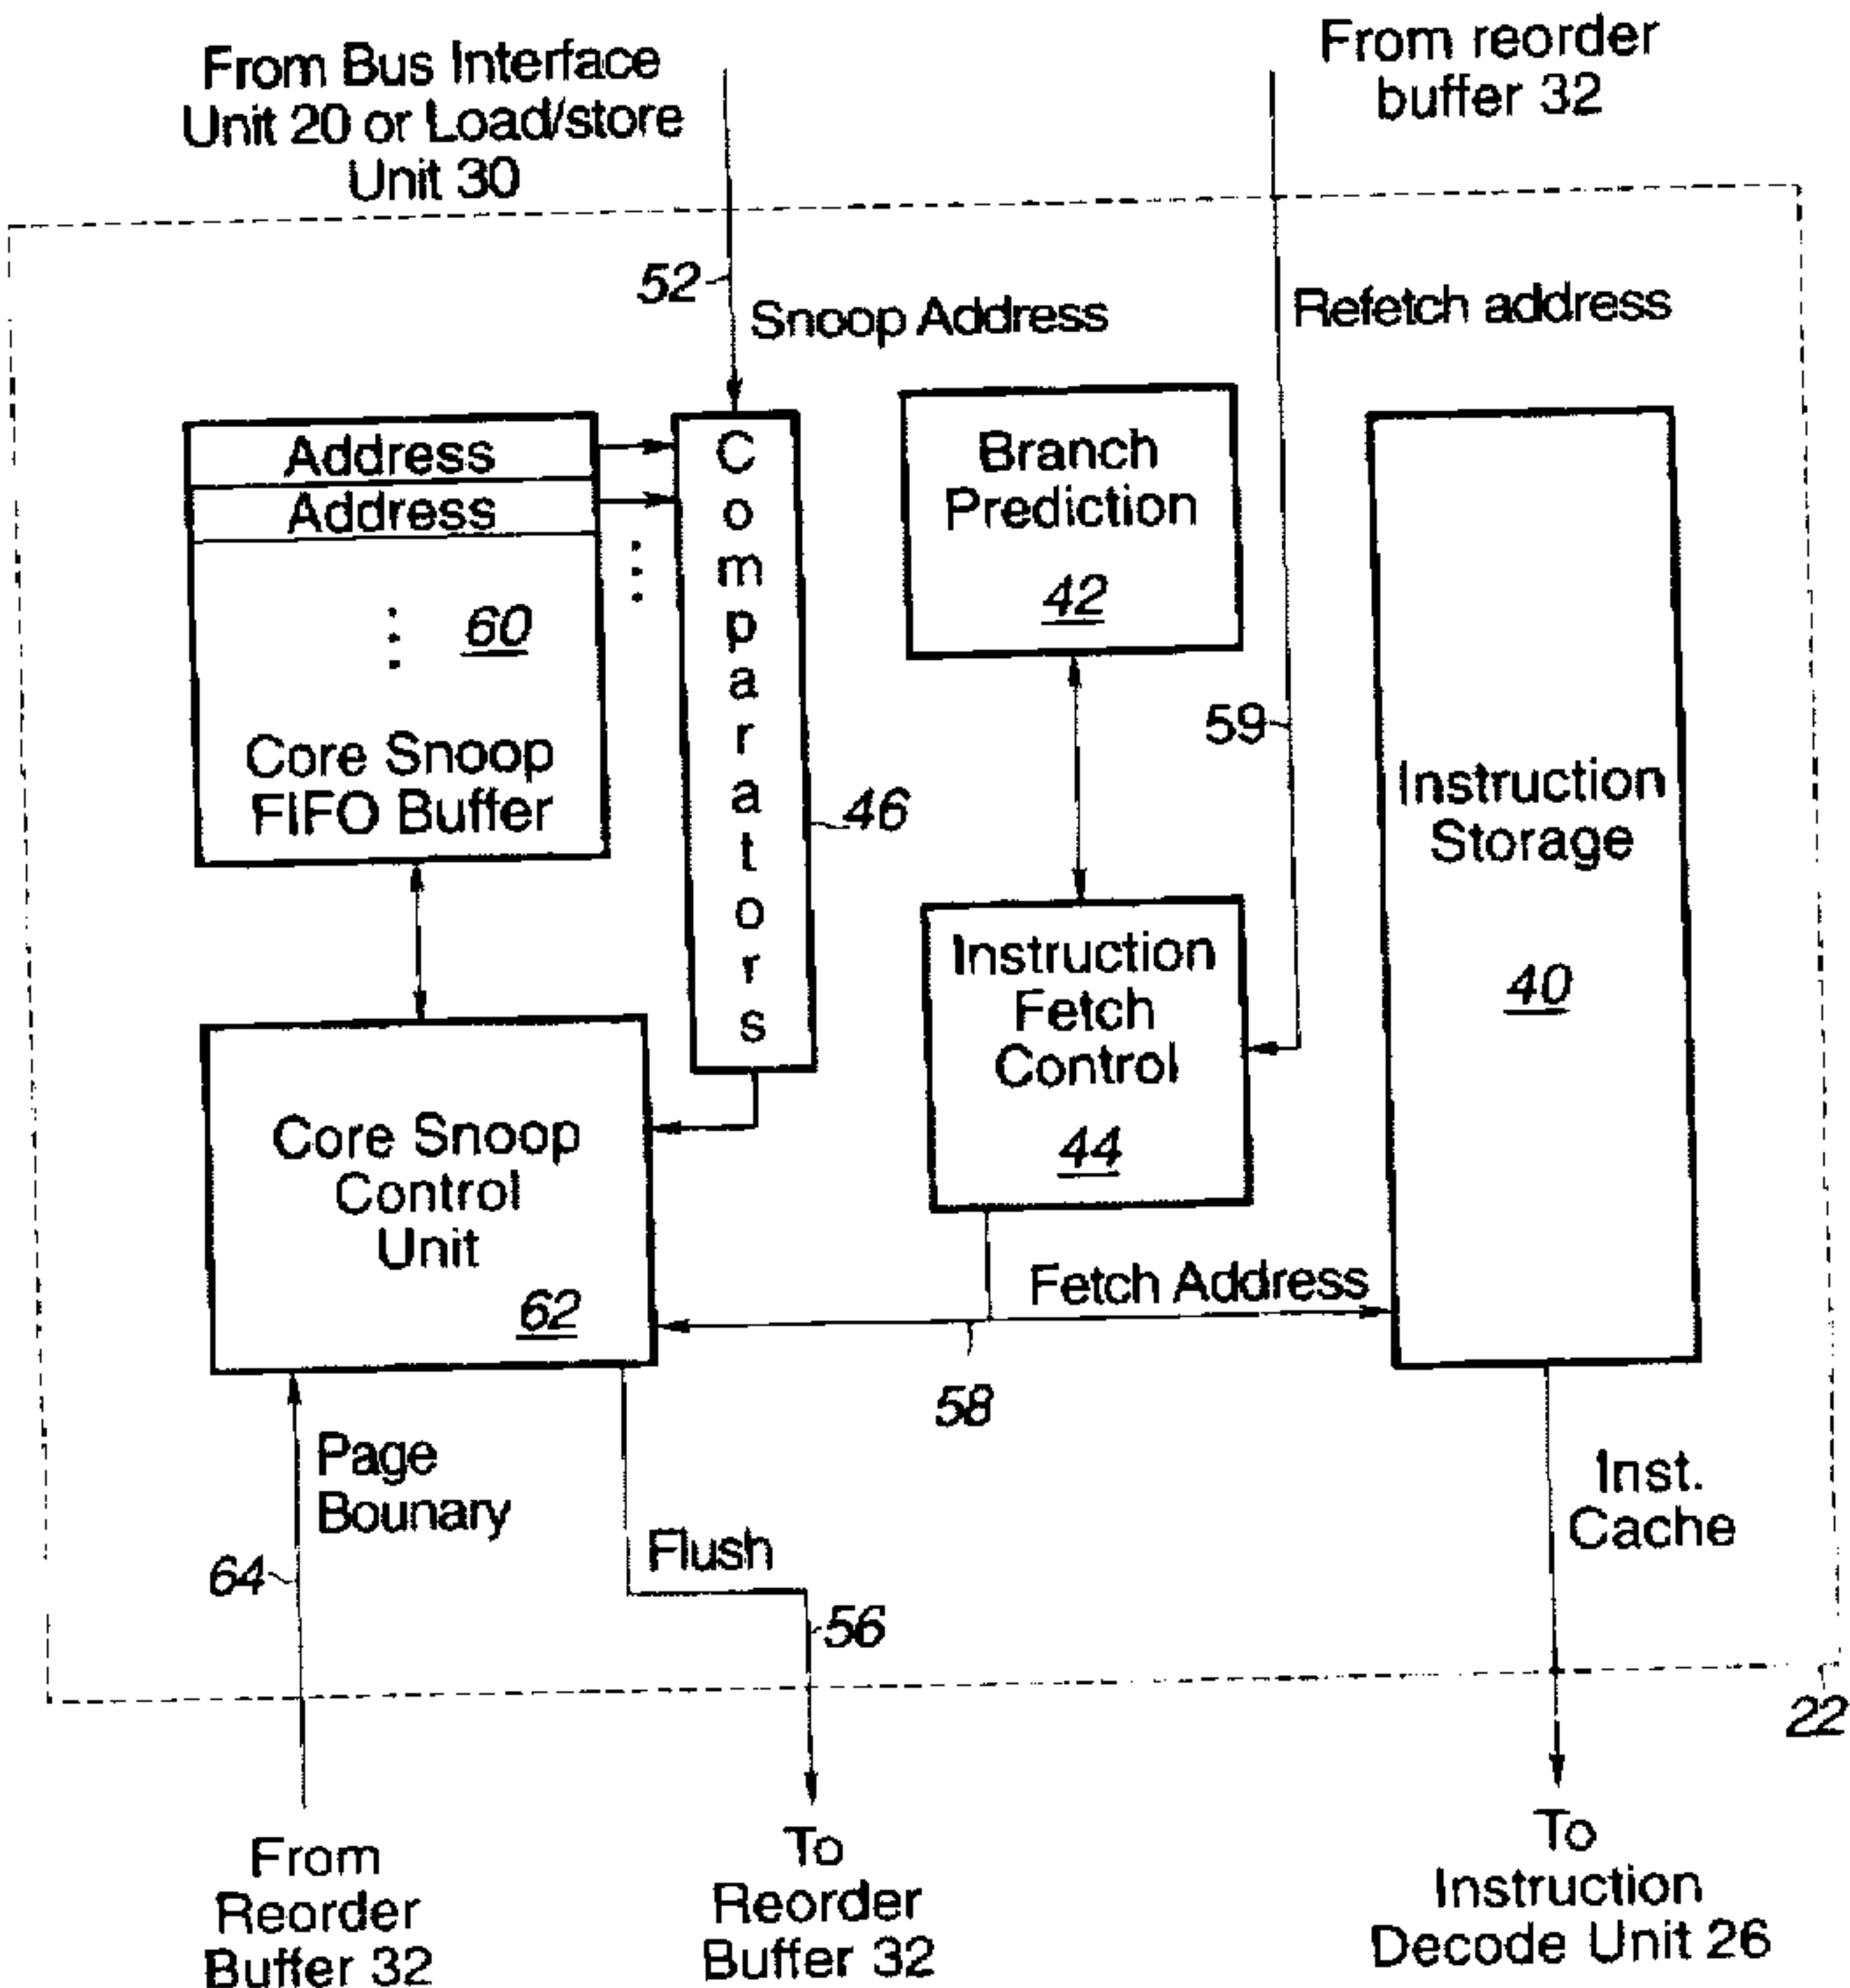 From Bus Interface
Unit 20 or Load/store
Unit 30
From reorder
buffer 32
52
Snoop Address
Refetch address
Address
Address
60
Core Snoop
FIFO Buffer
Comparators
46
Branch
Prediction
42
59
Instruction
Storage
40
Instruction
Fetch
Control
44
Core Snoop
Control
Unit
62
Fetch Address
58
Page
Bounary
64
Flush
56
Inst.
Cache
22
From
Reorder
Buffer 32
To
Reorder
Buffer 32
To
Instruction
Decode Unit 26